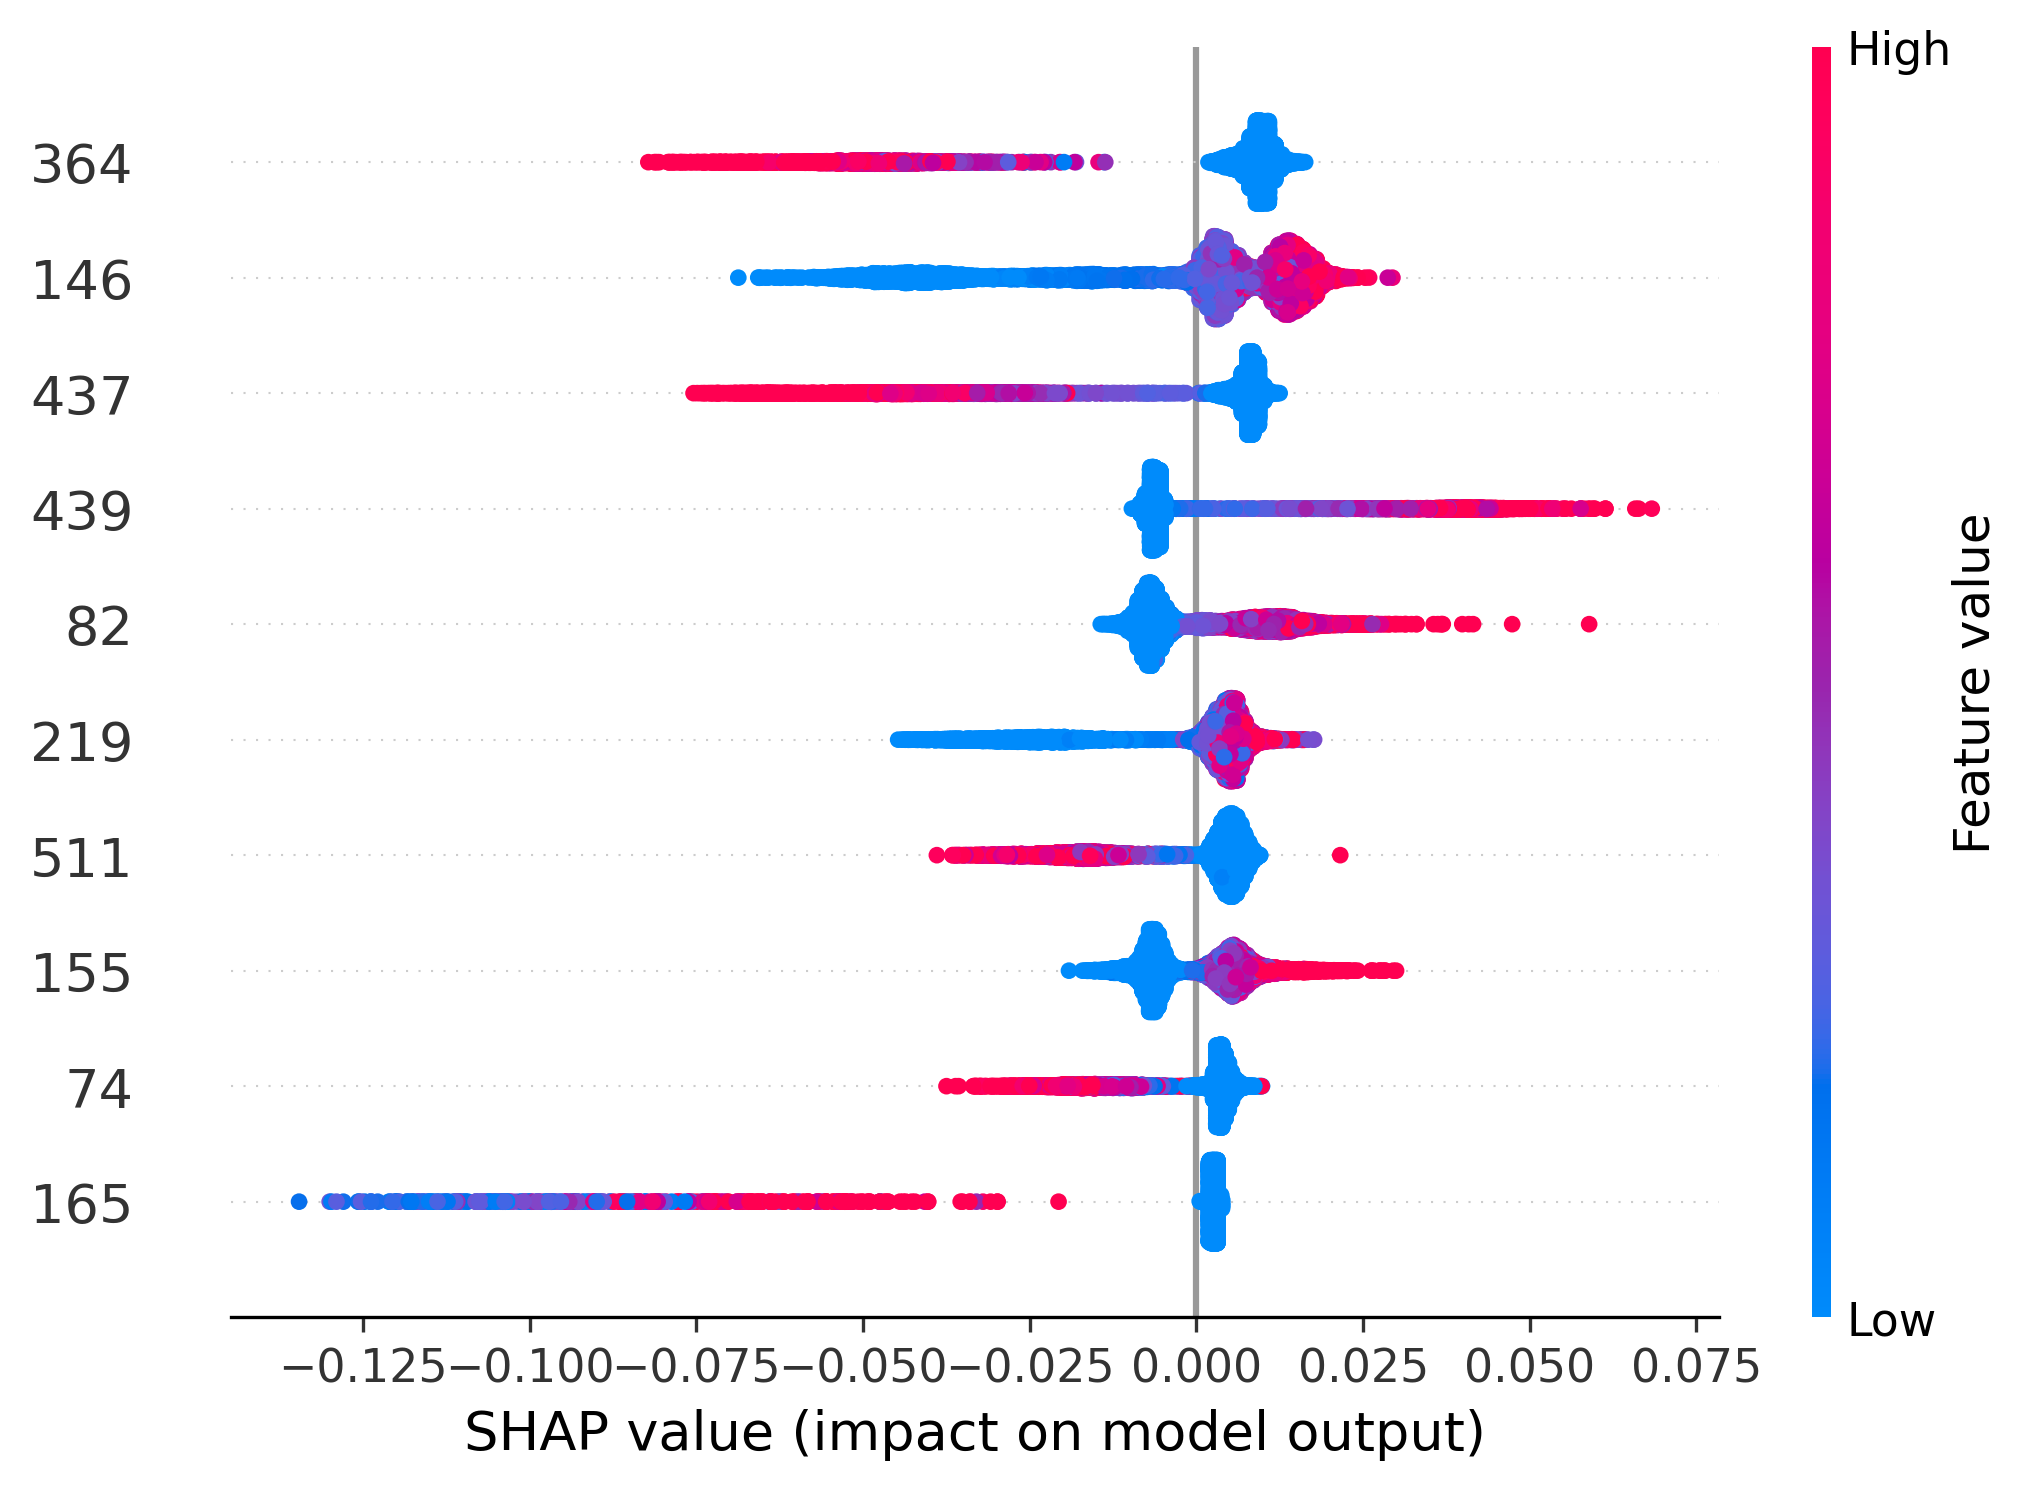 High
364
146
437
439
82
219
511
155
74
165
Feature value
Low
−0.125 −0.100 −0.075 −0.050 −0.025 0.000 0.025 0.050 0.075
SHAP value (impact on model output)